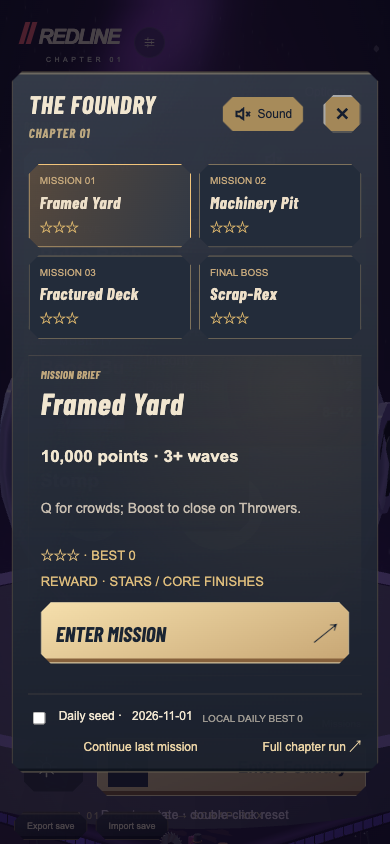 REDLINE
CHAPTER 01
THE FOUNDRY
CHAPTER 01
Sound
MISSION 01
Framed Yard
☆☆☆
MISSION 02
Machinery Pit
☆☆☆
MISSION 03
Fractured Deck
☆☆☆
FINAL BOSS
Scrap-Rex
☆☆☆
MISSION BRIEF
Framed Yard
10,000 points · 3+ waves
Q for crowds; Boost to close on Throwers.
☆☆☆ · BEST 0
REWARD · STARS / CORE FINISHES
ENTER MISSION
Daily seed · 2026-11-01 LOCAL DAILY BEST 0
Continue last mission
Full chapter run ↗
double-click reset
Export save
Import save